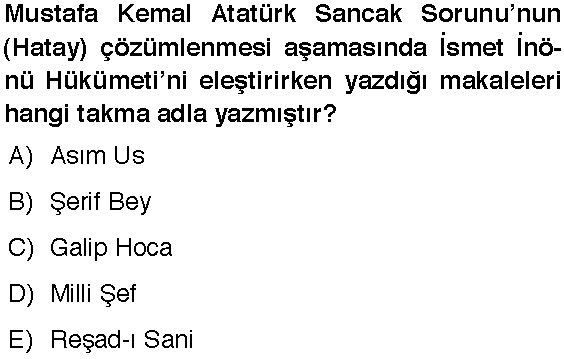 Mustafa Kemal Atatürk Sancak Sorunu’nun
(Hatay) çözümlenmesi aşamasında İsmet İnö-
nü Hükümeti’ni eleştirirken yazdığı makaleleri
hangi takma adla yazmıştır?
A) Asım Us
B) Şerif Bey
C) Galip Hoca
D) Milli Şef
E) Reşad-ı Sani